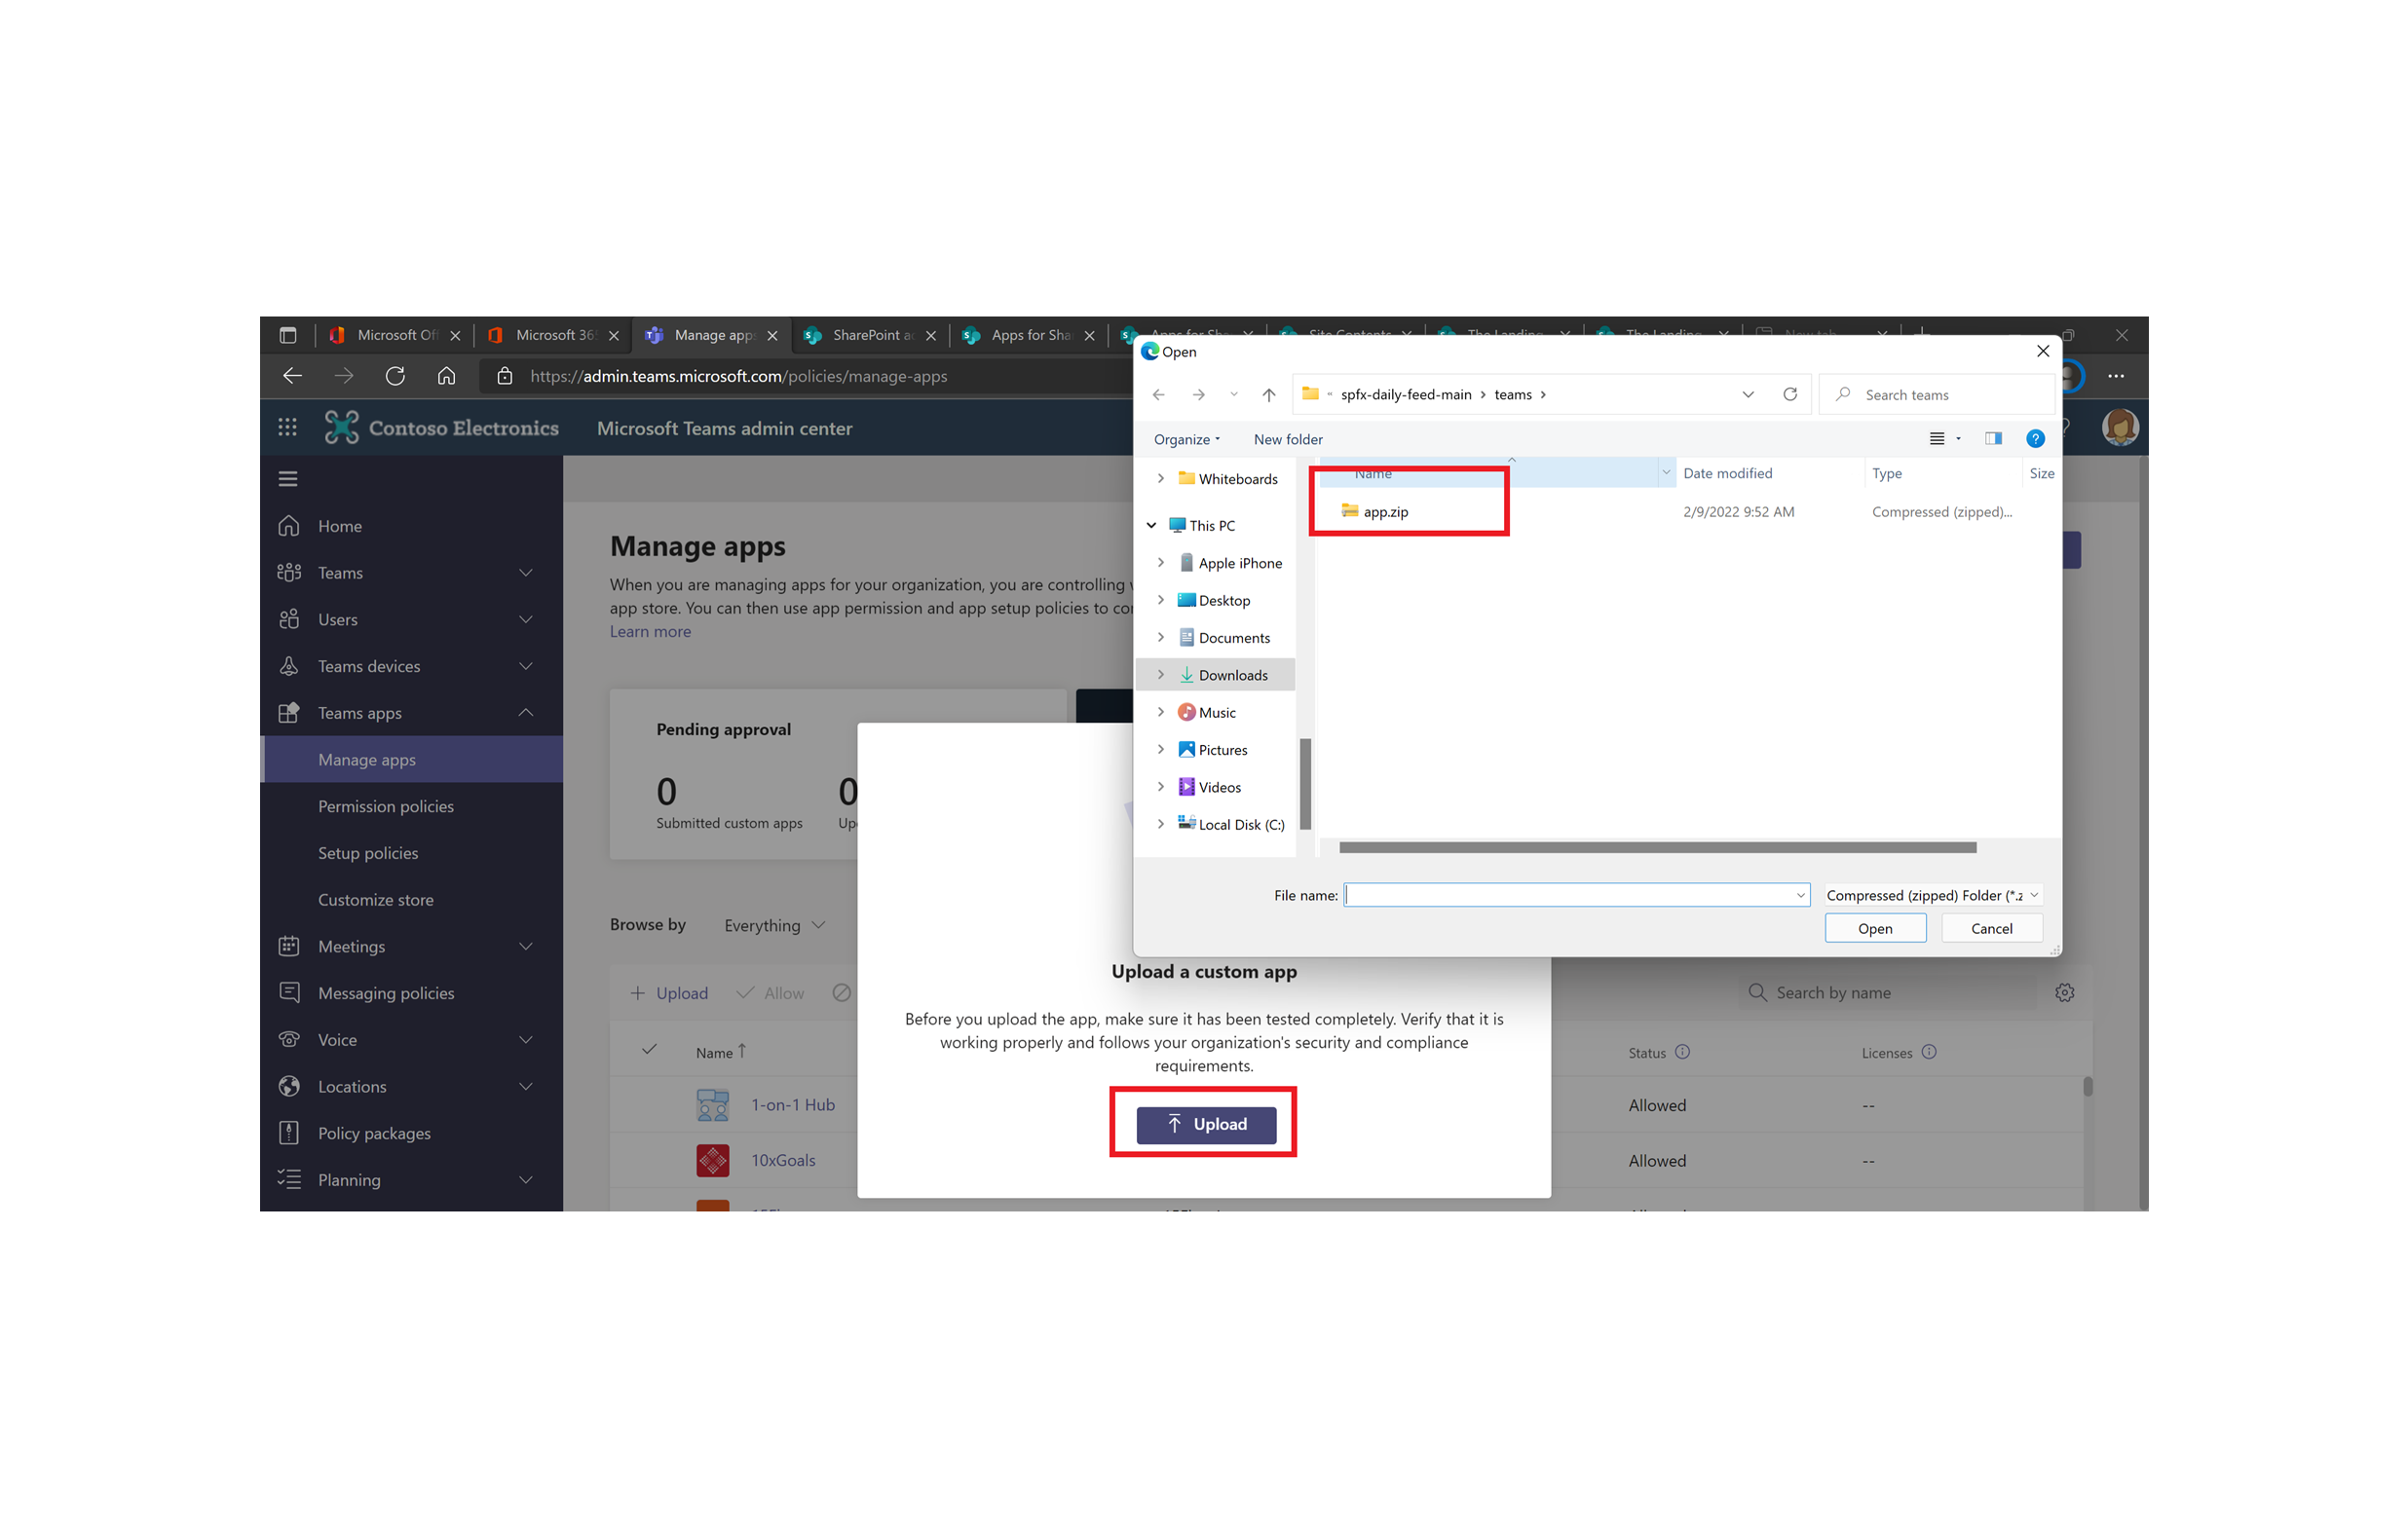 Microsoft Off
Microsoft 365
Manage apps
SharePoint ac
Apps for Shar
https://admin.teams.microsoft.com/policies/manage-apps
Contoso Electronics
Microsoft Teams admin center
Home
Teams
Users
Teams devices
Teams apps
Manage apps
Permission policies
Setup policies
Customize store
Meetings
Messaging policies
Voice
Locations
Policy packages
Planning
Manage apps
When you are managing apps for your organization, you are controlling
app store. You can then use app permission and app setup policies to
Learn more
Pending approval
0
Submitted custom apps
0
Browse by
Everything
Upload
Allow
Search by name
Name
Status
Licenses
1-on-1 Hub
Allowed
--
10xGoals
Allowed
--
Upload a custom app
Before you upload the app, make sure it has been tested completely. Verify that it is
working properly and follows your organization's security and compliance
requirements.
Upload
Open
spfx-daily-feed-main > teams >
Search teams
Organize
New folder
?
Whiteboards
This PC
Apple iPhone
Desktop
Documents
Downloads
Music
Pictures
Videos
Local Disk (C:)
Name
Date modified
Type
Size
app.zip
2/9/2022 9:52 AM
Compressed (zipped)...
File name:
Compressed (zipped) Folder (*.z
Open
Cancel